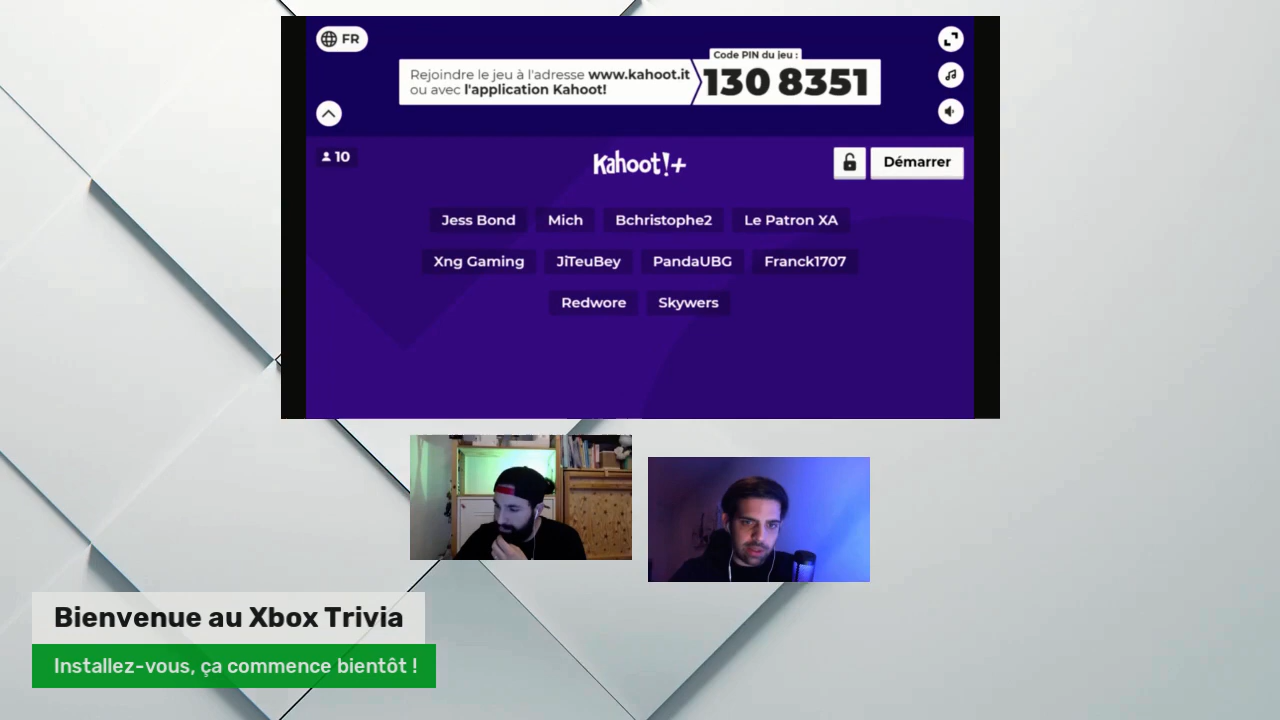 FR
Code PIN du jeu :
Rejoindre le jeu à l'adresse www.kahoot.it
ou avec l'application Kahoot!
130 8351
10
Kahoot!+
Démarrer
Jess Bond Mich Bchristophe2 Le Patron XA
Xng Gaming JiTeuBey PandaUBG Franck1707
Redwore Skywers
Bienvenue au Xbox Trivia
Installez-vous, ça commence bientôt !